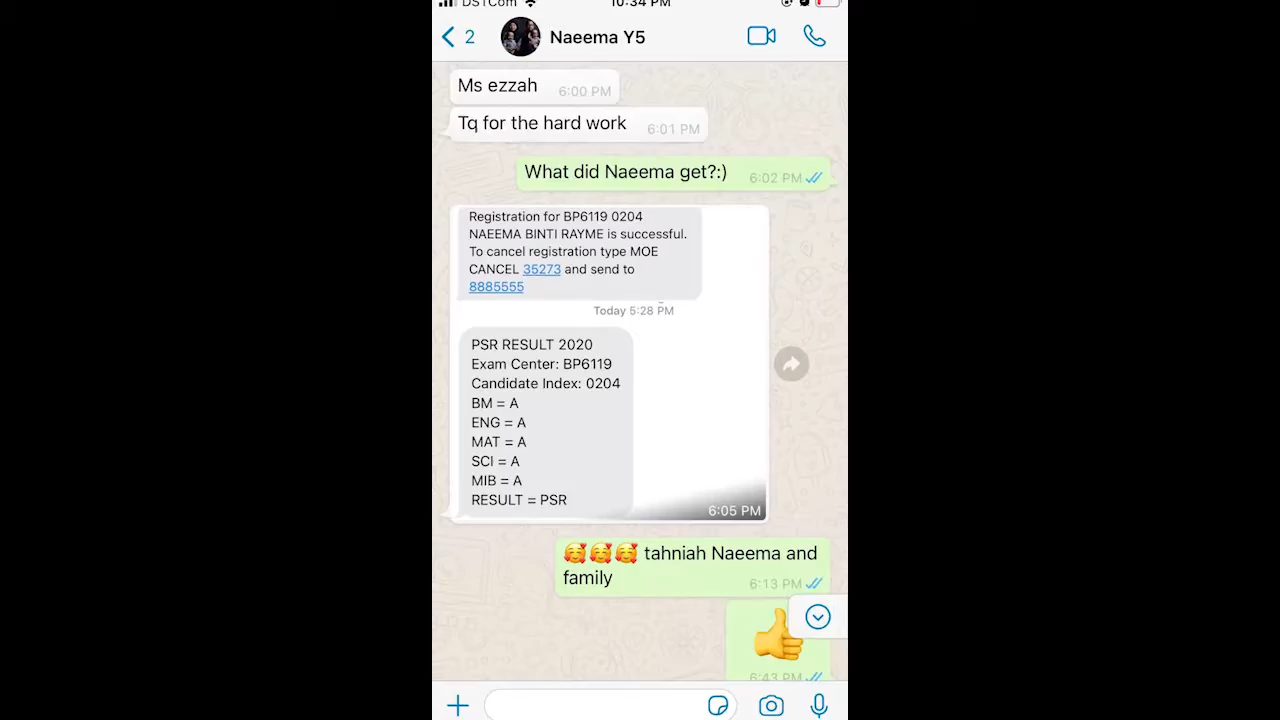 DSTCom 10:34 PM
2 Naeema Y5
Ms ezzah 6:00 PM
Tq for the hard work 6:01 PM
What did Naeema get?:) 6:02 PM
Registration for BP6119 0204
NAEEMA BINTI RAYME is successful.
To cancel registration type MOE
CANCEL 35273 and send to
8885555
Today 5:28 PM
PSR RESULT 2020
Exam Center: BP6119
Candidate Index: 0204
BM = A
ENG = A
MAT = A
SCI = A
MIB = A
RESULT = PSR
6:05 PM
🥰🥰🥰 tahniah Naeema and
family 6:13 PM
👍
6:43 PM